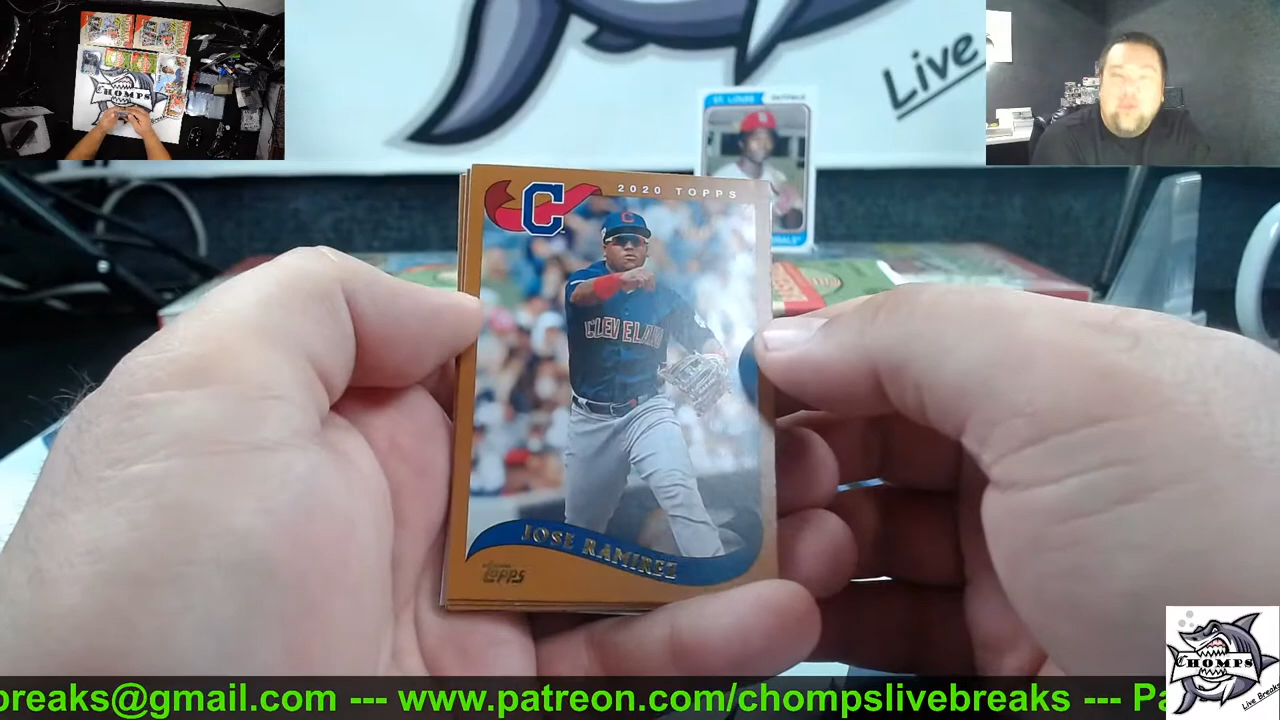 CHOMPS
Live
ST. LOUIS
C
2020 TOPPS
C
CLEVELAND
JOSE RAMIREZ
TOPPS
CHOMPS
Live Breaks
breaks@gmail.com --- www.patreon.com/chompslivebreaks --- Pa